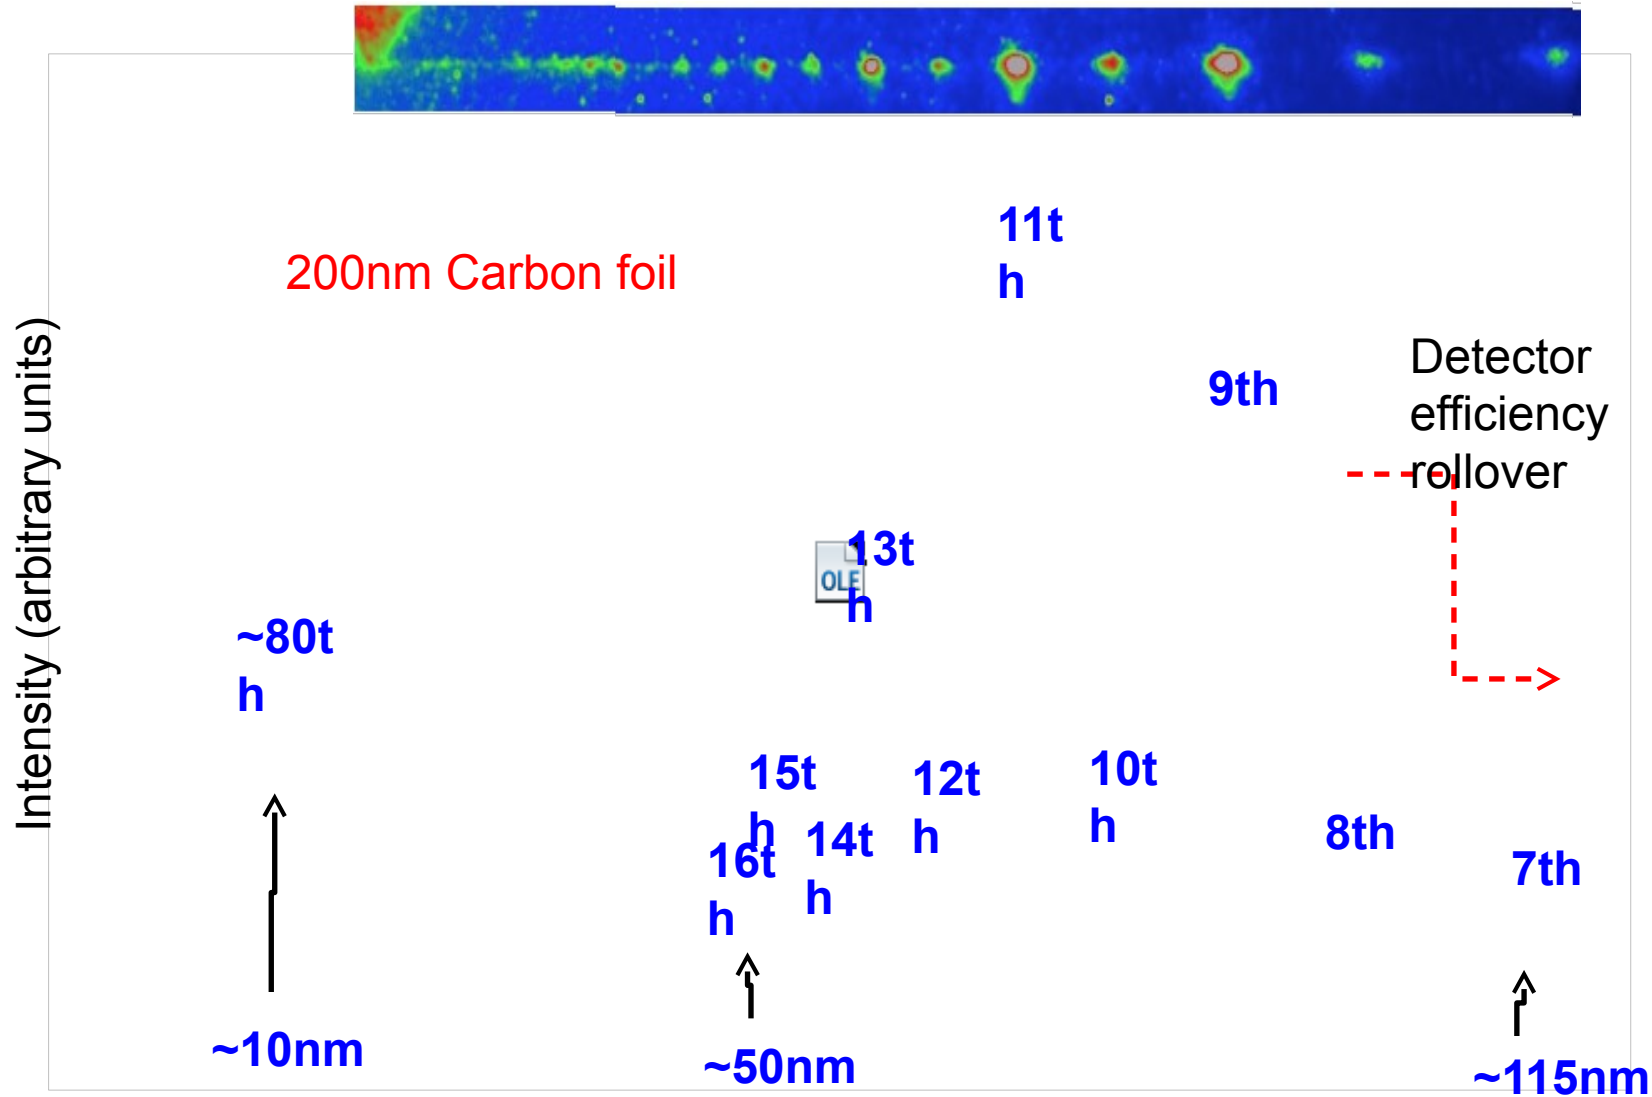 11t
h
200nm Carbon foil
Intensity (arbitrary units)
Detector
efficiency
rollover
9th
13t
h
OLE
~80t
h
15t
h
12t
h
10t
h
16t
h
14t
h
8th
7th
~10nm
~50nm
~115nm